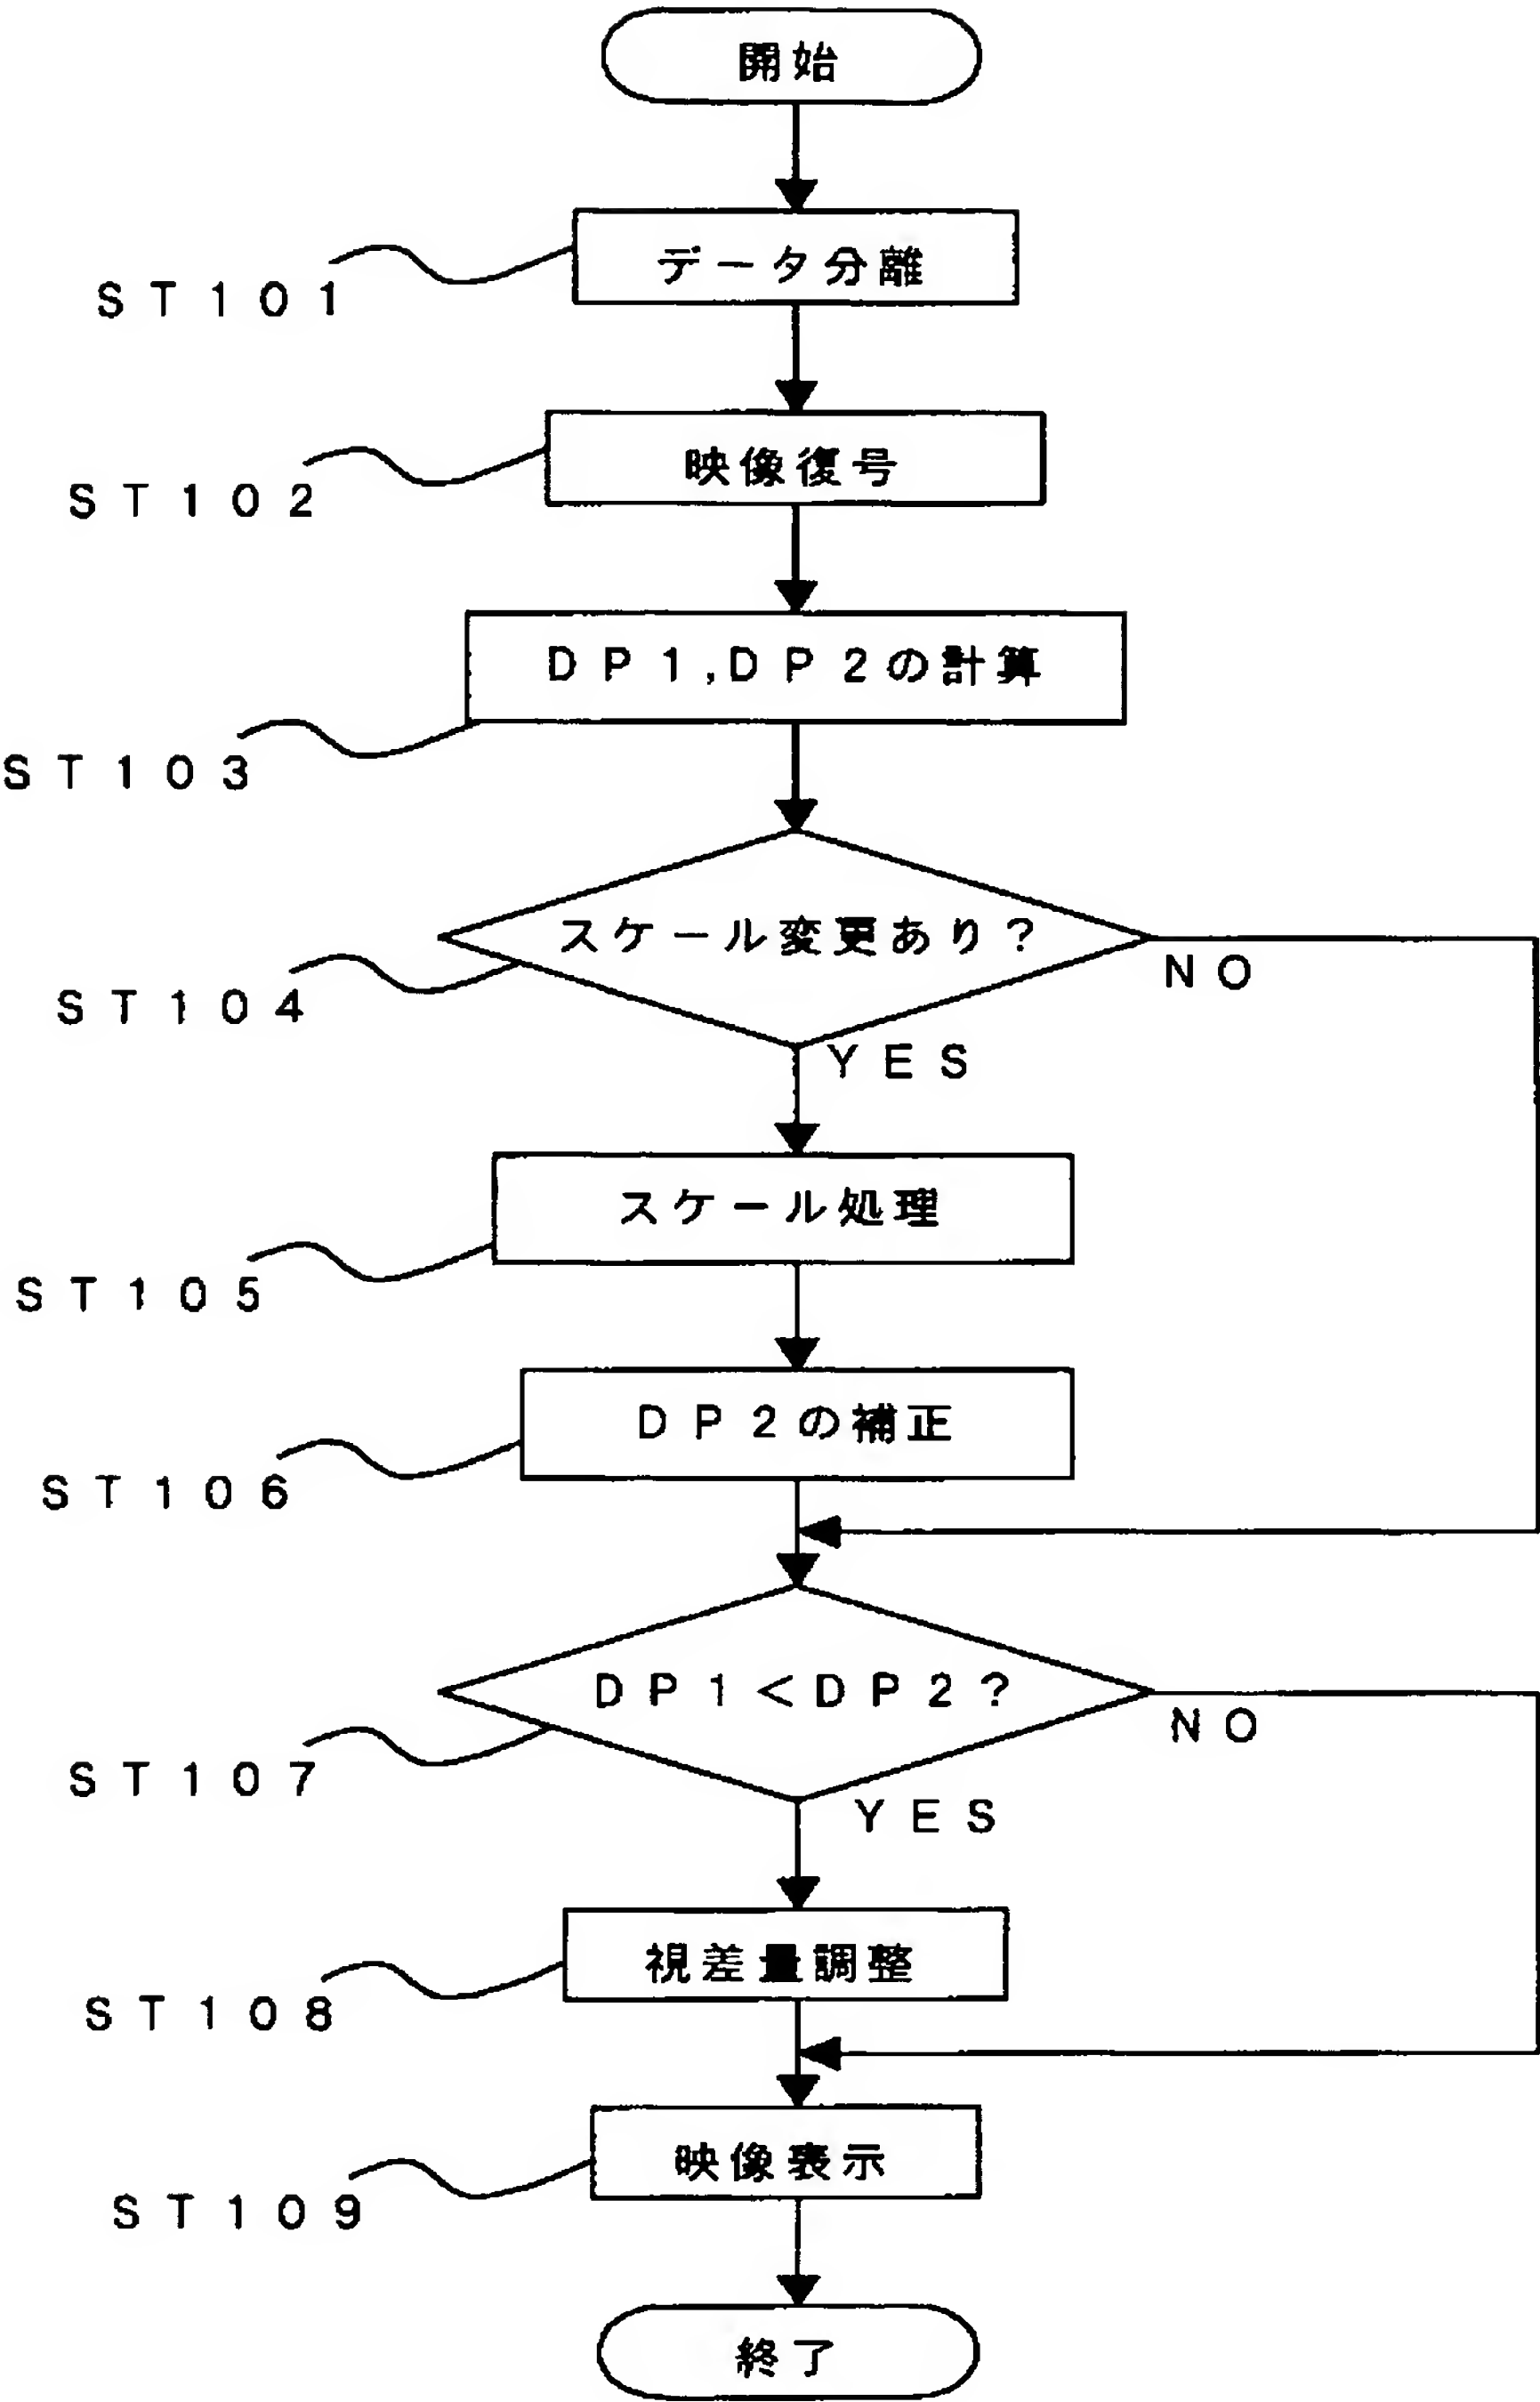 開始
データ分離
ＳＴ１０１
映像復号
ＳＴ１０２
ＤＰ１,ＤＰ２の計算
ＳＴ１０３
スケール変更あり？
ＮＯ
ＳＴ１０４
ＹＥＳ
スケール処理
ＳＴ１０５
ＤＰ２の補正
ＳＴ１０６
ＤＰ１＜ＤＰ２？
ＮＯ
ＳＴ１０７
ＹＥＳ
視差量調整
ＳＴ１０８
映像表示
ＳＴ１０９
終了